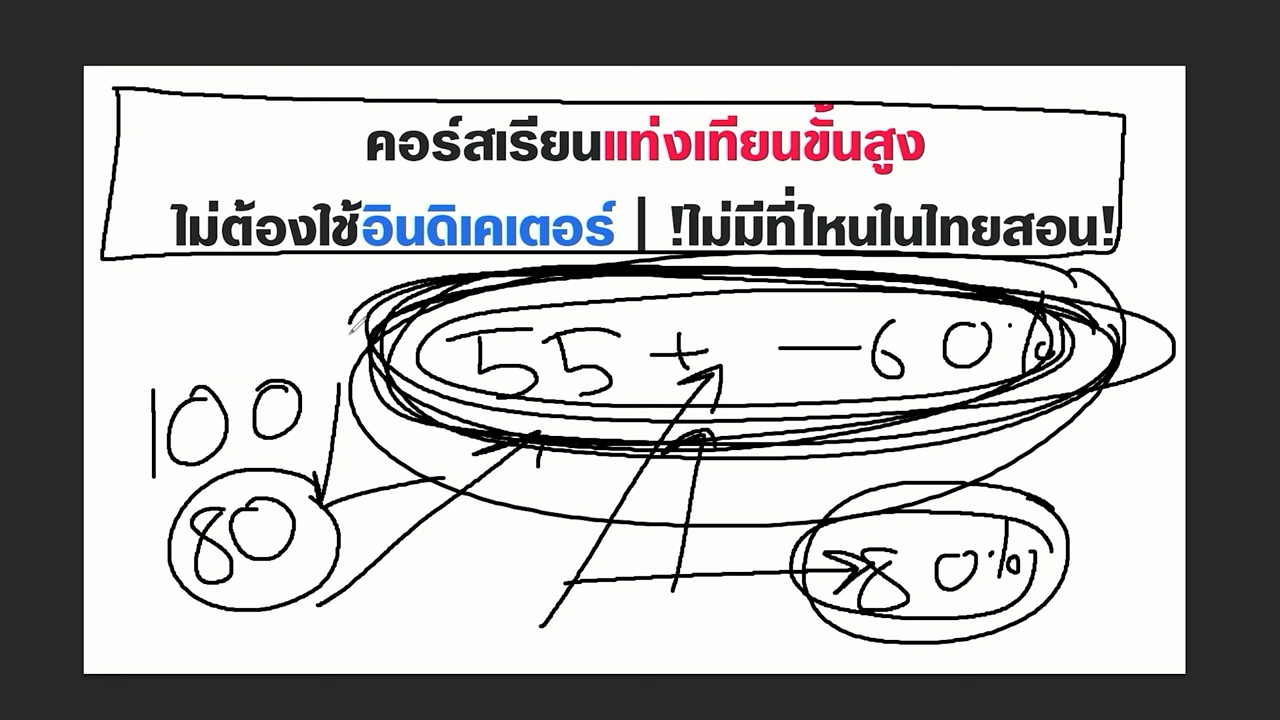 คอร์สเรียนแท่งเทียนขั้นสูง
ไม่ต้องใช้อินดิเคเตอร์ | !ไม่มีที่ไหนในไทยสอน!
55 + — 60%
100
80
80%